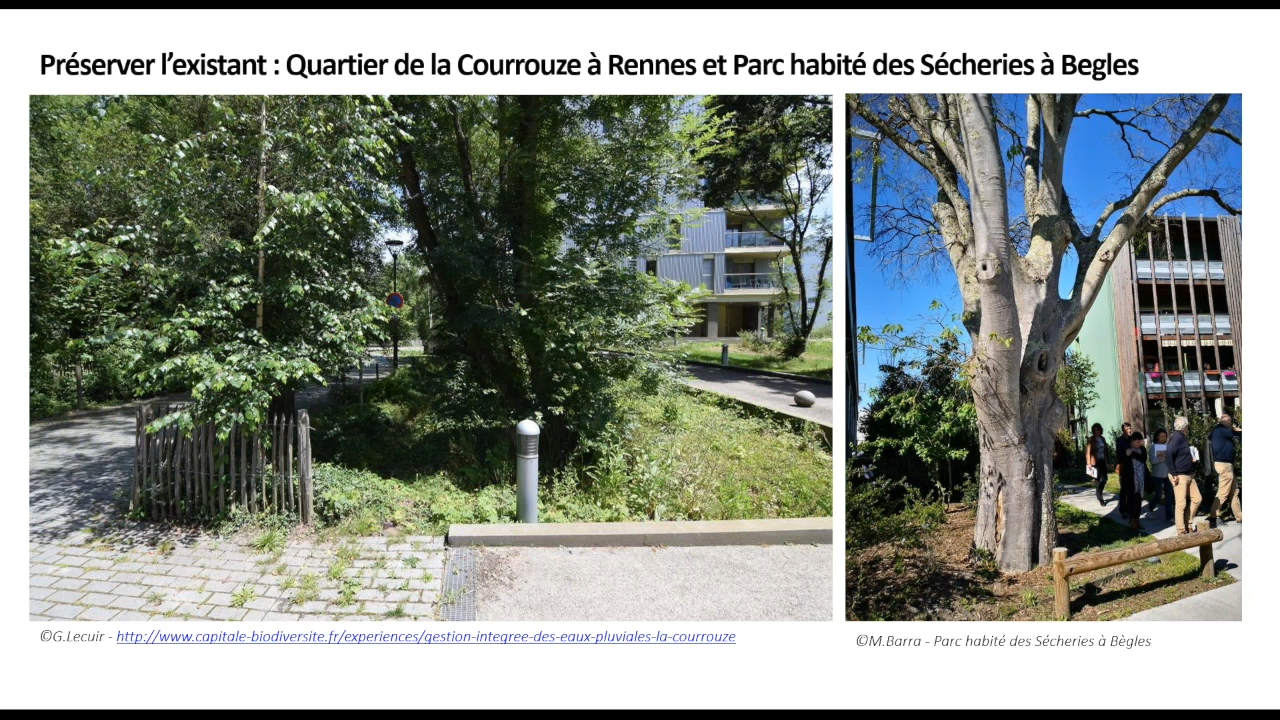 Préserver l'existant : Quartier de la Courrouze à Rennes et Parc habité des Sécheries à Begles
©G.Lecuir - http://www.capitale-biodiversite.fr/experiences/gestion-integree-des-eaux-pluviales-la-courrouze
©M.Barra - Parc habité des Sécheries à Bègles